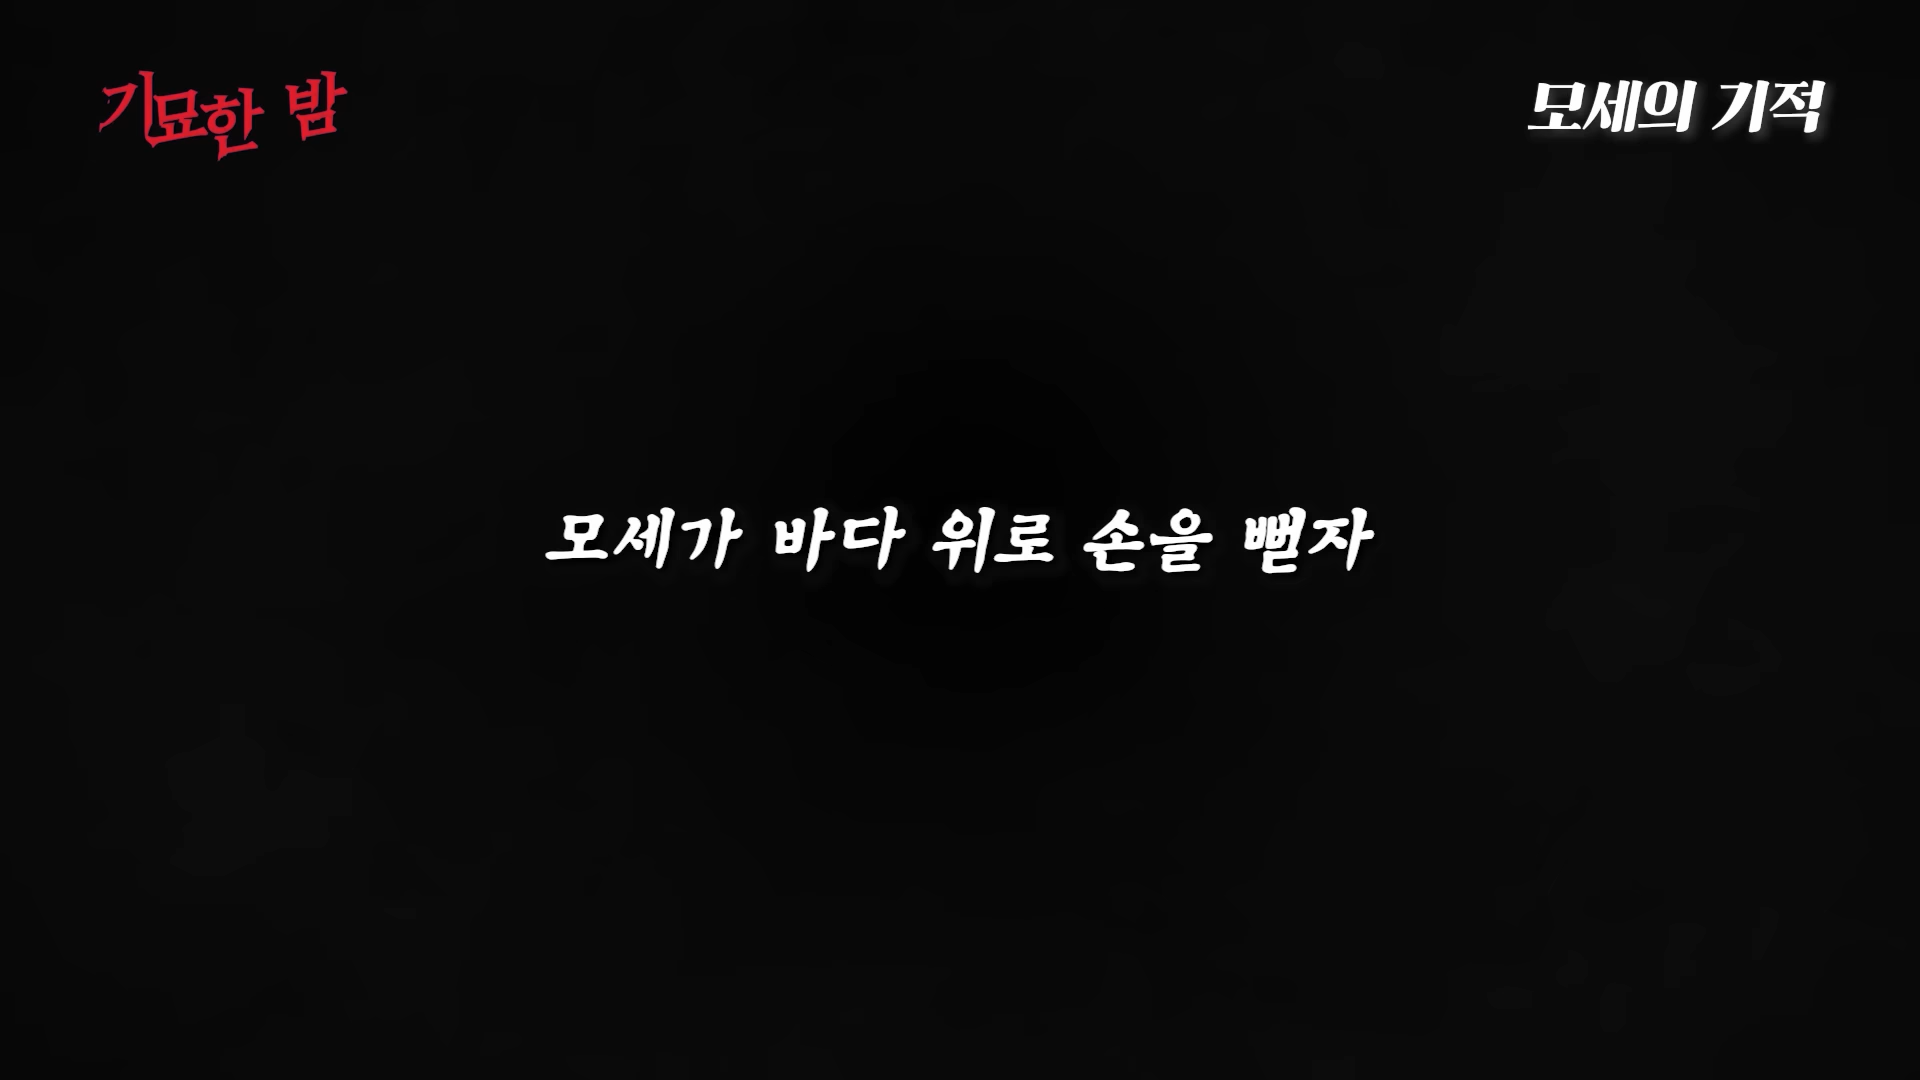 기묘한 밤
모세의 기적
모세가 바다 위로 손을 뻗자